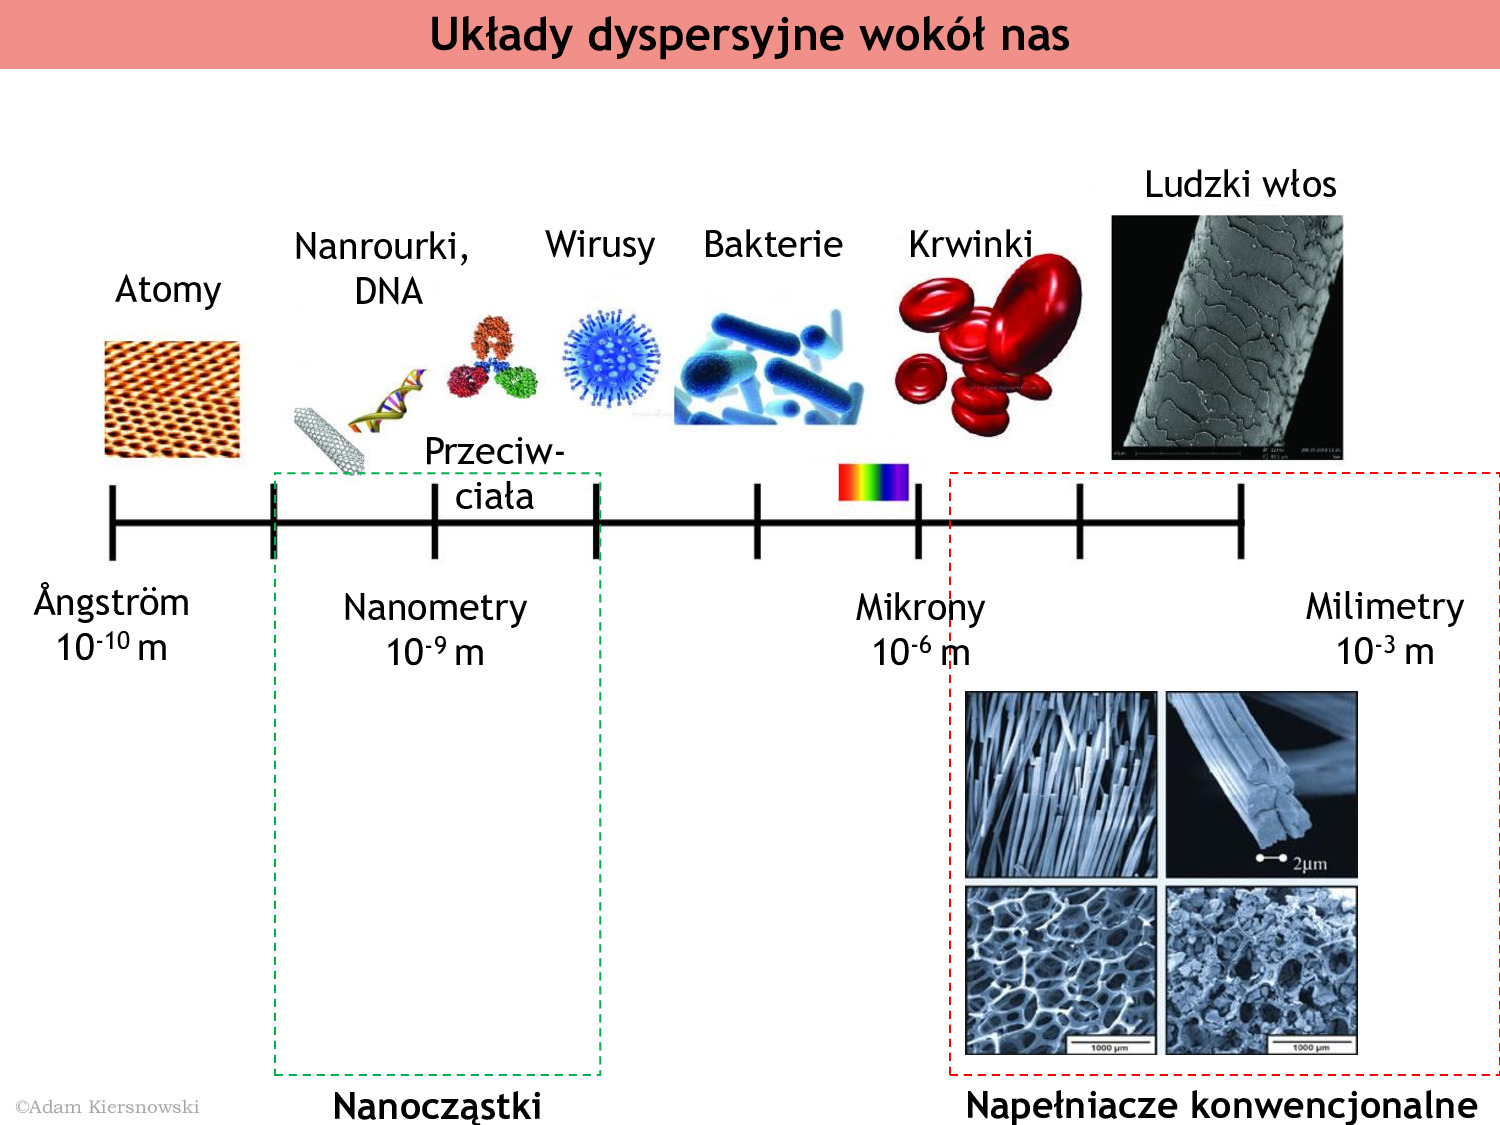 Układy dyspersyjne wokół nas
Ludzki włos
Nanrourki,
DNA
Wirusy
Bakterie
Krwinki
Atomy
Przeciw-
ciała
Ångström
10⁻¹⁰ m
Nanometry
10⁻⁹ m
Mikrony
10⁻⁶ m
Milimetry
10⁻³ m
2µm
1000 µm
1000 µm
Nanocząstki
Napełniacze konwencjonalne
©Adam Kiersnowski